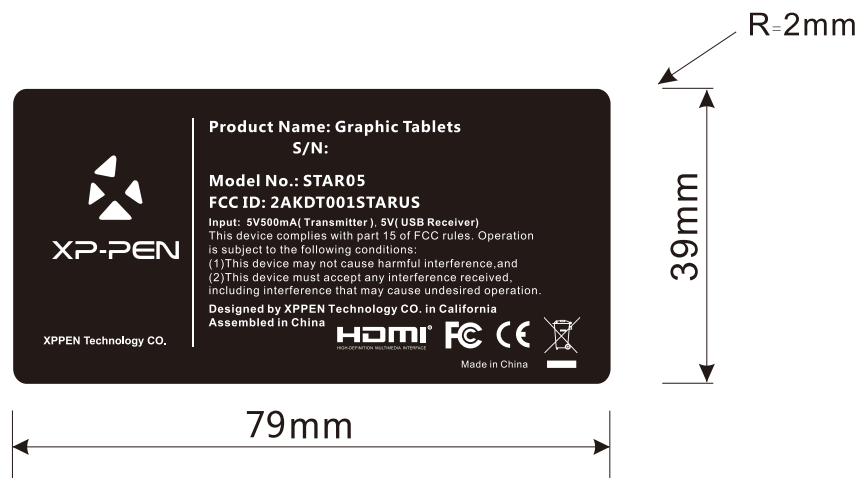 R=2mm
Product Name: Graphic Tablets
S/N:
Model No.: STAR05
FCC ID: 2AKDT001STARUS
Input: 5V500mA( Transmitter ), 5V( USB Receiver)
This device complies with part 15 of FCC rules. Operation
is subject to the following conditions:
(1)This device may not cause harmful interference,and
(2)This device must accept any interference received,
including interference that may cause undesired operation.
Designed by XPPEN Technology CO. in California
Assembled in China
XP-PEN
XPPEN Technology CO.
HDMI®
HIGH-DEFINITION MULTIMEDIA INTERFACE
FC CE
Made in China
39mm
79mm